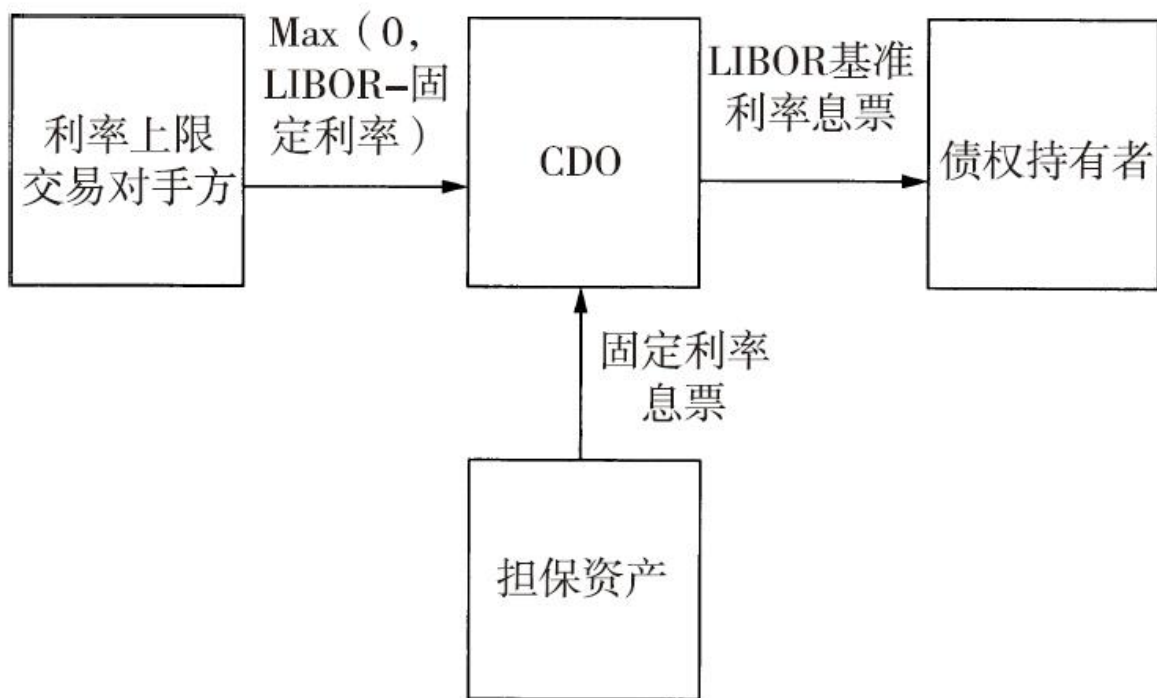 Max（0，
LIBOR-固
定利率）
利率上限
交易对手方
CDO
LIBOR基准
利率息票
债权持有者
固定利率
息票
担保资产